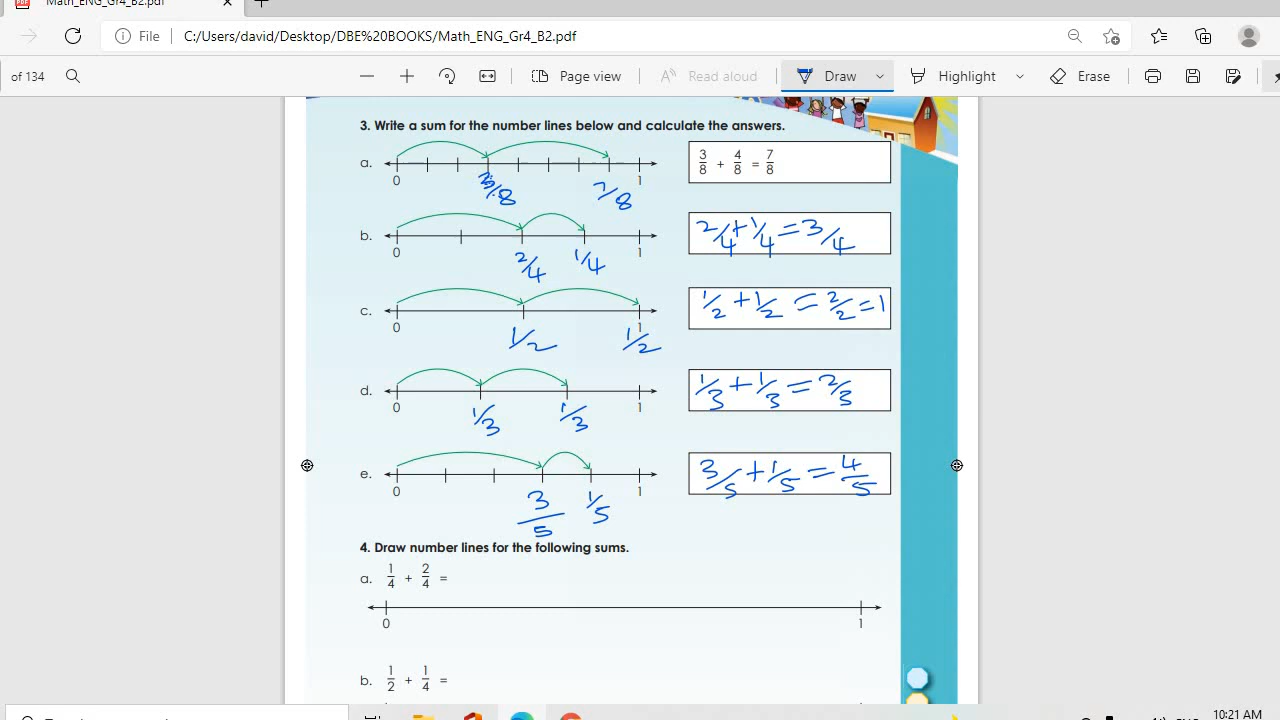 Math_ENG_Gr4_B2.pdf
File C:/Users/david/Desktop/DBE%20BOOKS/Math_ENG_Gr4_B2.pdf
of 134 Page view Read aloud Draw Highlight Erase
3. Write a sum for the number lines below and calculate the answers.
a. 0 1 3/8 + 4/8 = 7/8
3/8 7/8
b. 0 1 2/4 + 1/4 = 3/4
2/4 1/4
c. 0 1 1/2 + 1/2 = 2/2 = 1
1/2 1/2
d. 0 1 1/3 + 1/3 = 2/3
1/3 1/3
e. 0 1 3/5 + 1/5 = 4/5
3/5 1/5
4. Draw number lines for the following sums.
a. 1/4 + 2/4 =
0 1
b. 1/2 + 1/4 =
10:21 AM